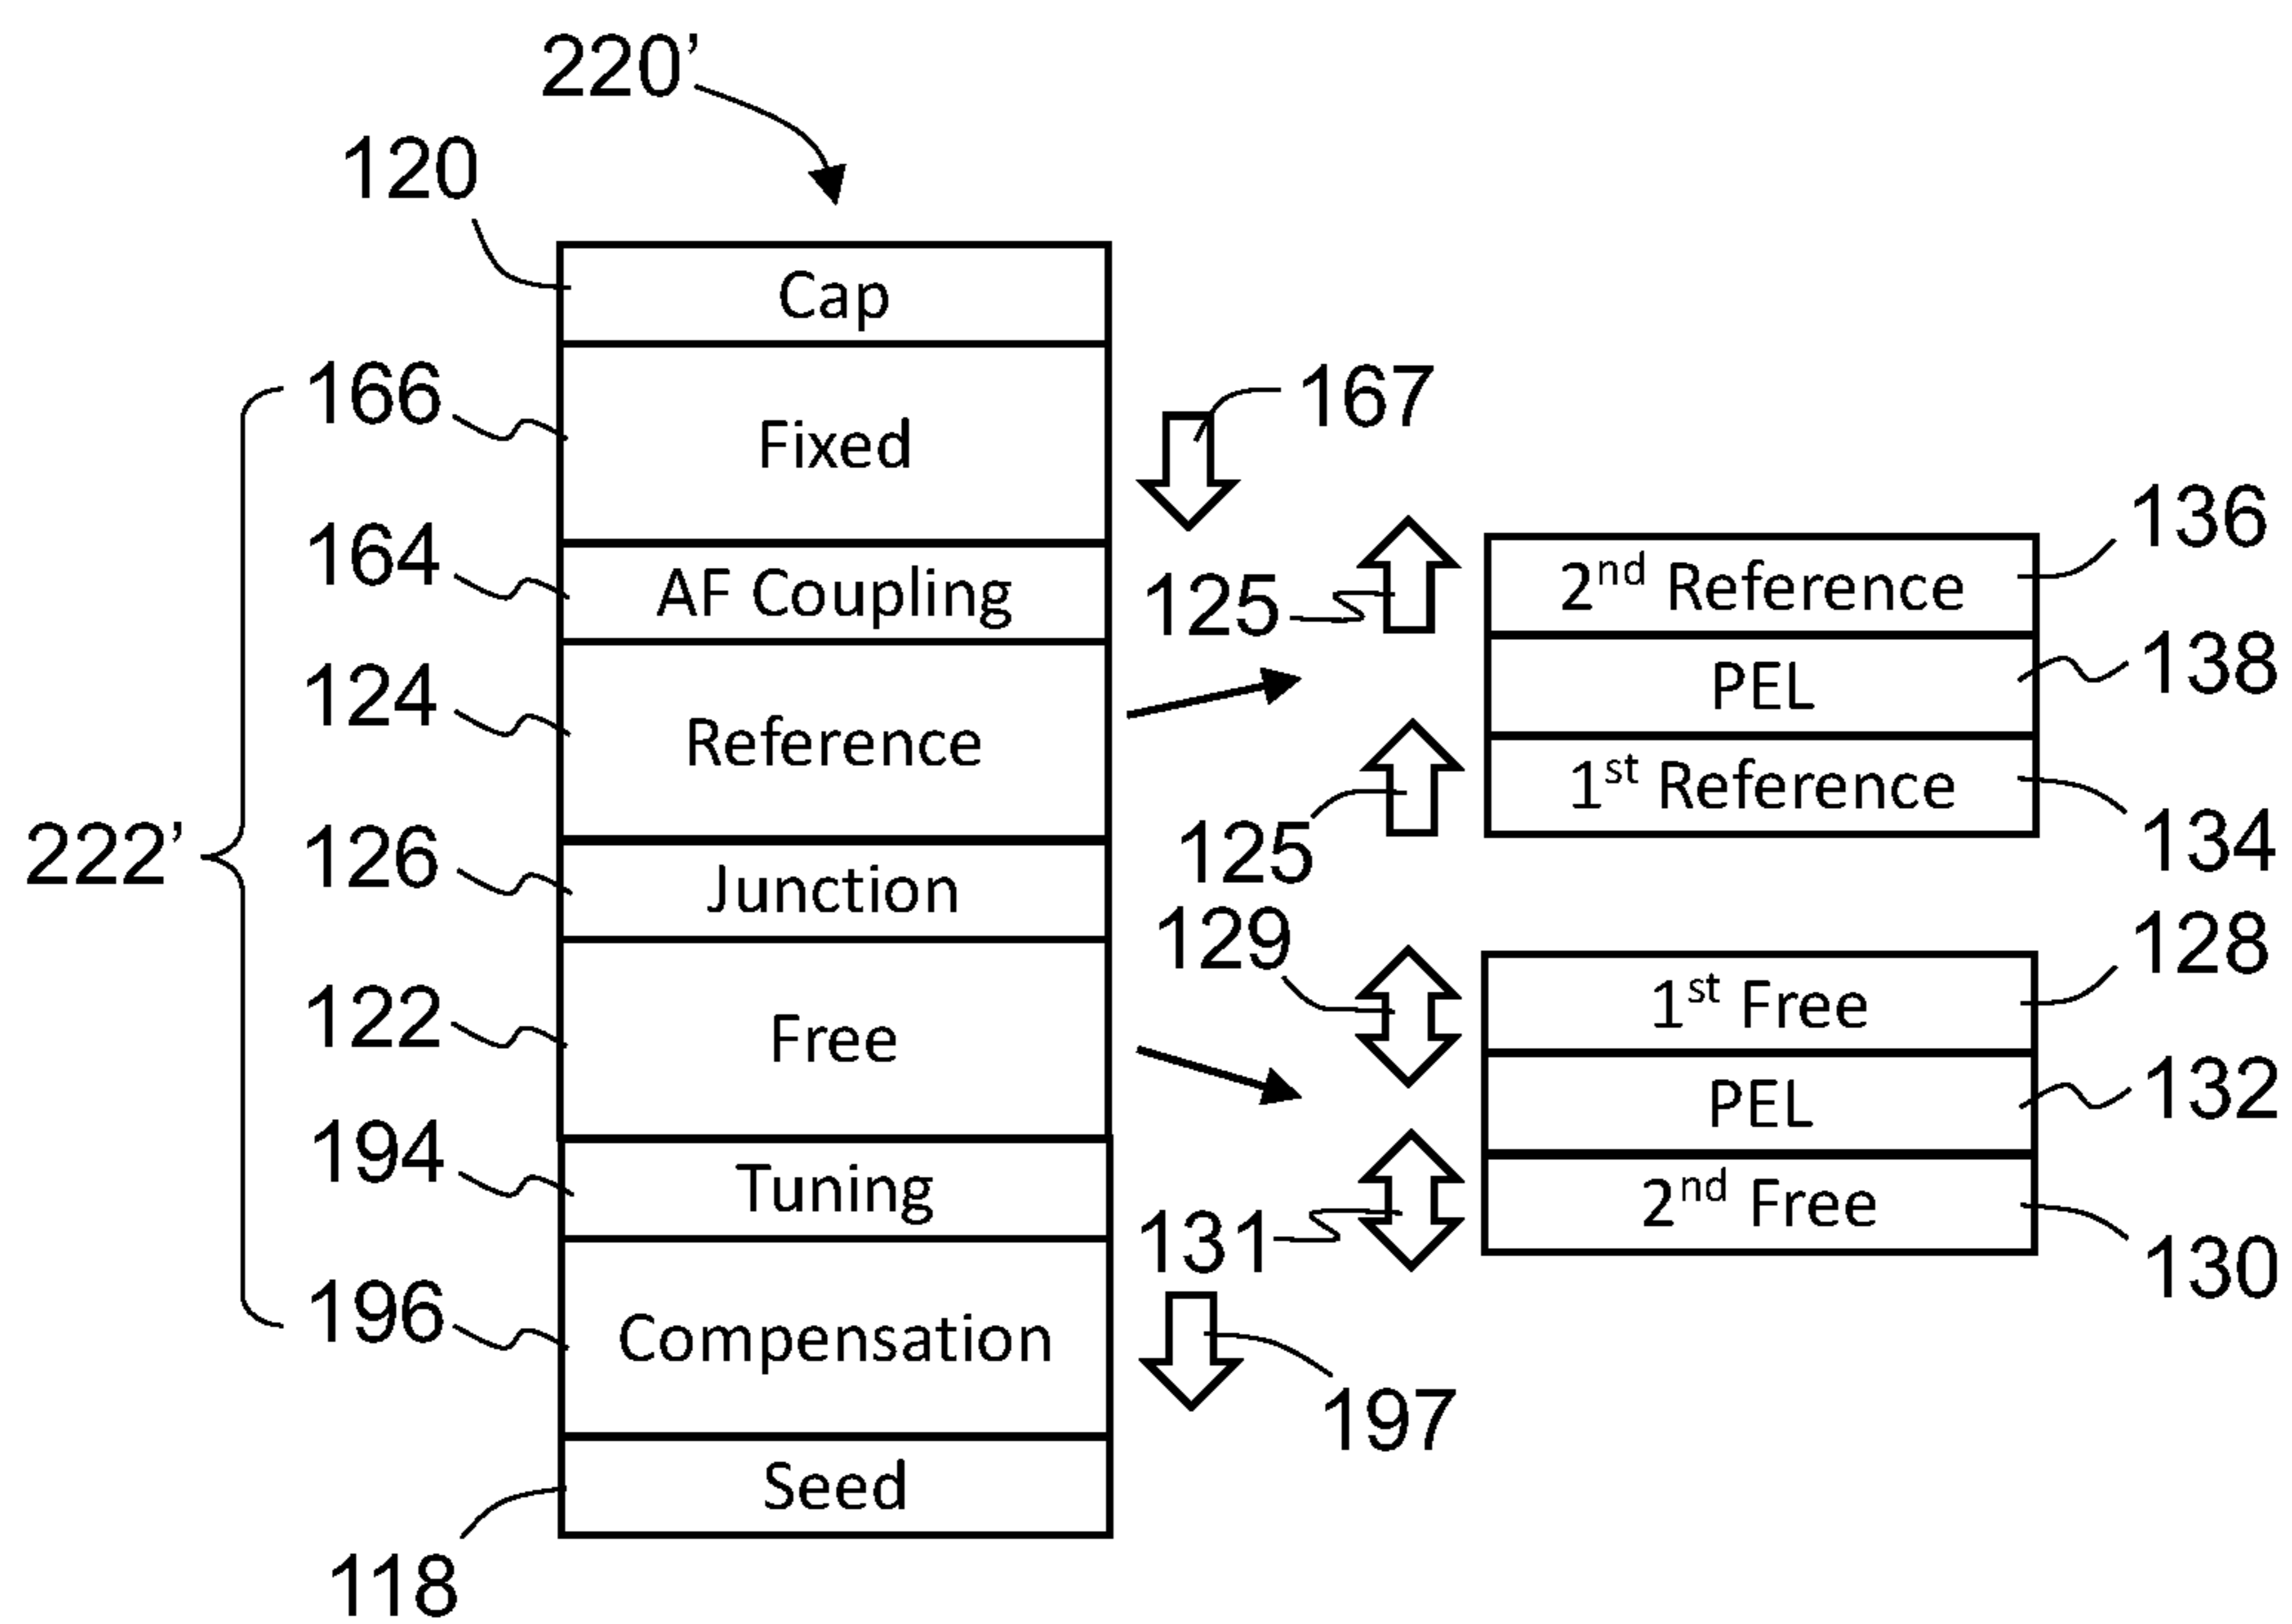 220’
120
Cap
166
Fixed
167
164
AF Coupling
125
2nd Reference
136
124
Reference
PEL
138
125
1st Reference
134
222’
126
Junction
129
1st Free
128
122
Free
PEL
132
194
Tuning
131
2nd Free
130
196
Compensation
197
Seed
118